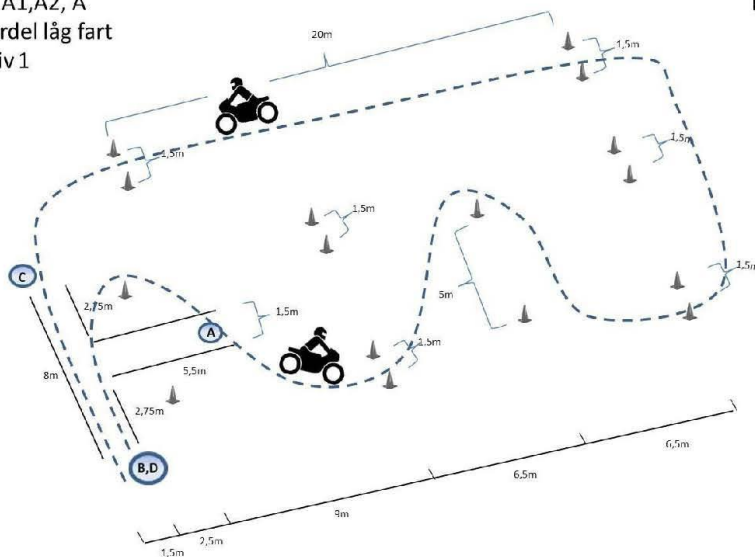 A1,A2, A
rdel låg fart
iv 1
20m
1,5m
1,5m
1,5m
1,5m
C
2,75m
A
1,5m
5m
1,5m
1,5m
8m
5,5m
2,75m
B,D
6,5m
6,5m
9m
2,5m
1,5m